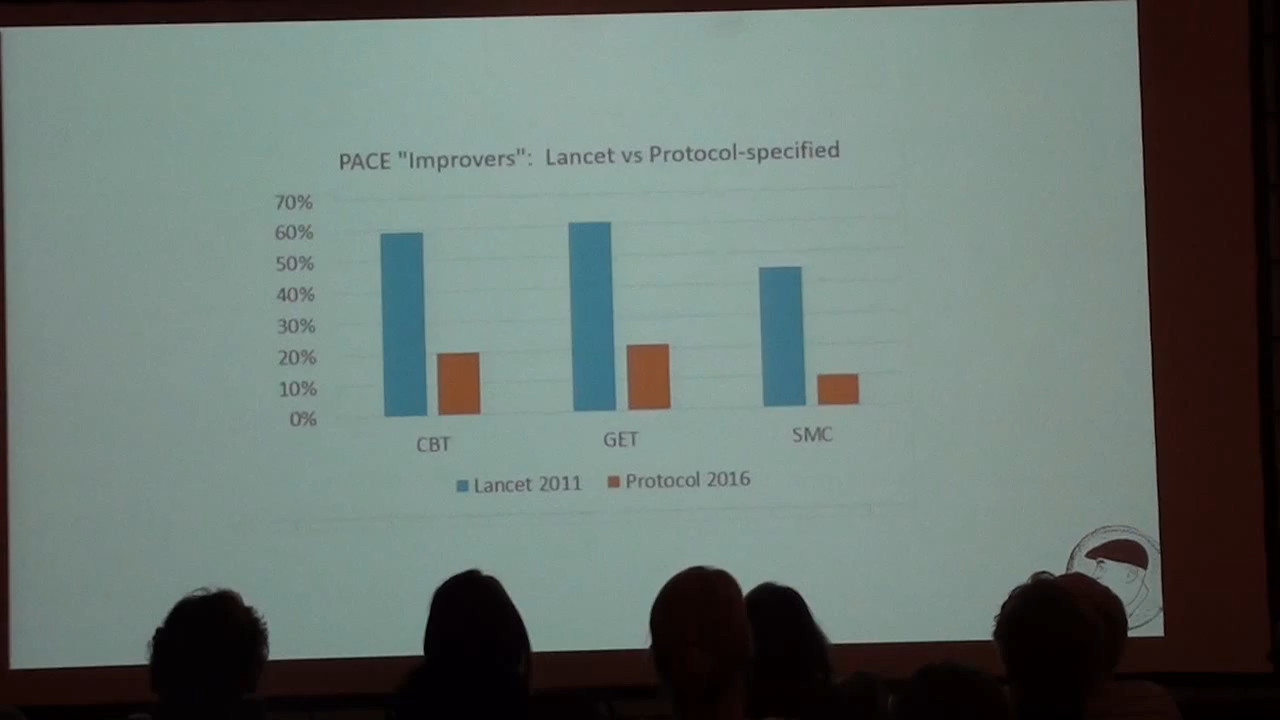 PACE "Improvers": Lancet vs Protocol-specified
70%
60%
50%
40%
30%
20%
10%
0%
CBT GET SMC
Lancet 2011 Protocol 2016